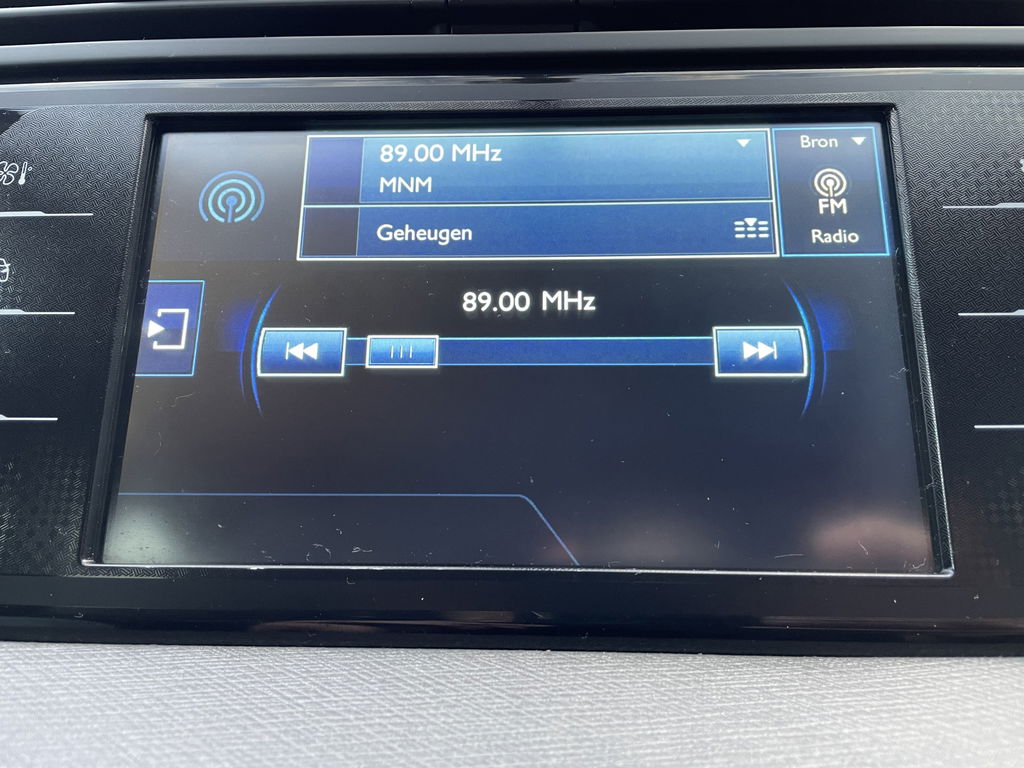 89.00 MHz
MNM
Geheugen
Bron
FM
Radio
89.00 MHz